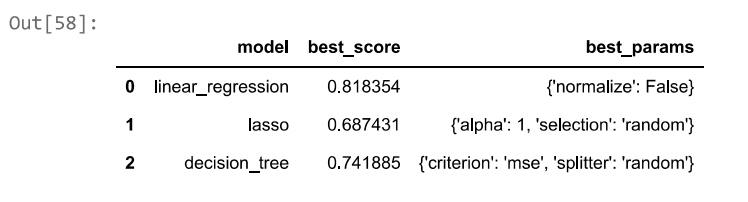 Out[58]:
model best_score best_params
0 linear_regression 0.818354 {'normalize': False}
1 lasso 0.687431 {'alpha': 1, 'selection': 'random'}
2 decision_tree 0.741885 {'criterion': 'mse', 'splitter': 'random'}